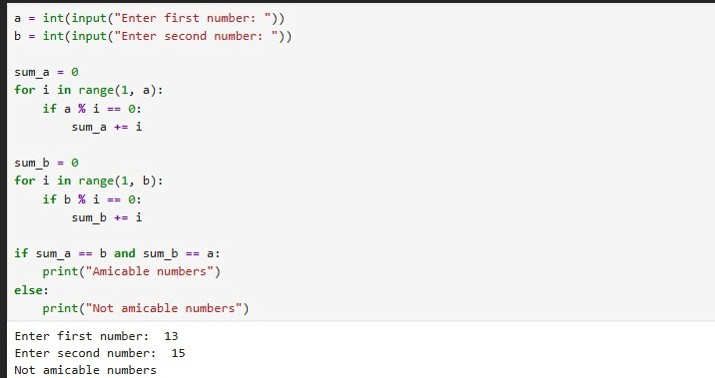 a = int(input("Enter first number: "))
b = int(input("Enter second number: "))

sum_a = 0
for i in range(1, a):
    if a % i == 0:
        sum_a += i

sum_b = 0
for i in range(1, b):
    if b % i == 0:
        sum_b += i

if sum_a == b and sum_b == a:
    print("Amicable numbers")
else:
    print("Not amicable numbers")
Enter first number:  13
Enter second number:  15
Not amicable numbers